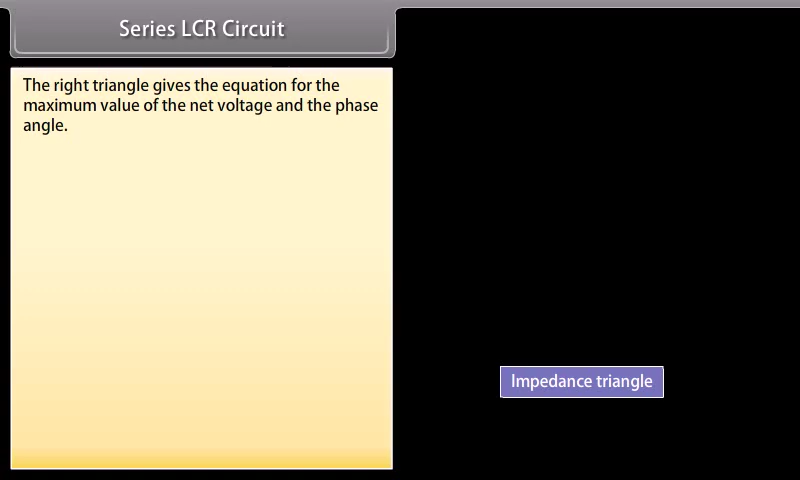 Series LCR Circuit
The right triangle gives the equation for the
maximum value of the net voltage and the phase
angle.
Impedance triangle